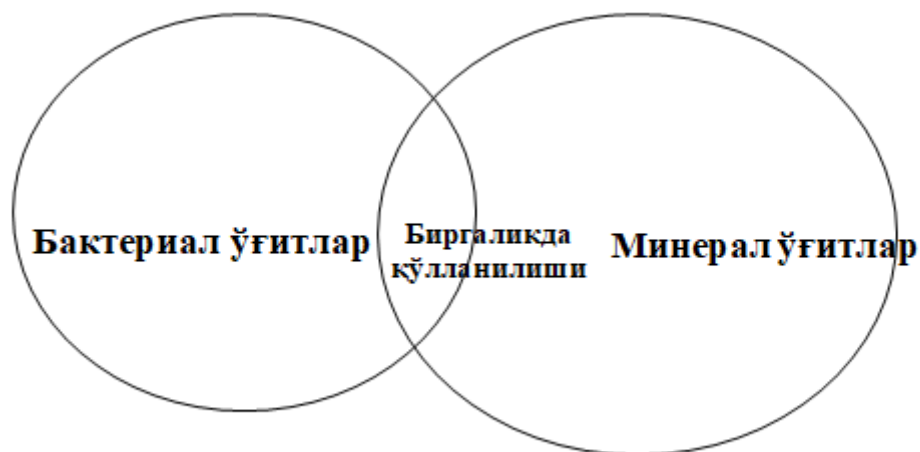 Бактериал ўғитлар
Биргаликда
қўлланилиши
Минерал ўғитлар